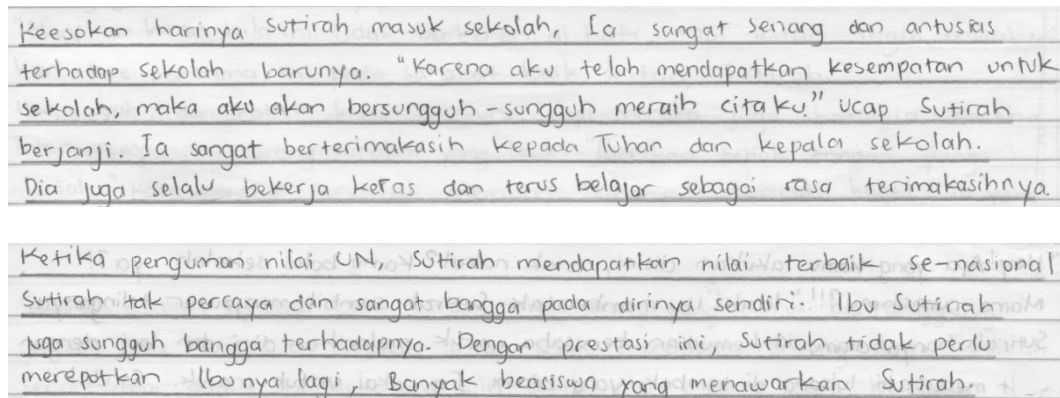 Keesokan harinya Sutirah masuk sekolah, Ia sangat senang dan antusias
terhadap sekolah barunya. "Karena aku telah mendapatkan kesempatan untuk
sekolah, maka aku akan bersungguh-sungguh meraih citaku" ucap Sutirah
berjanji. Ia sangat berterimakasih kepada Tuhan dan kepala sekolah.
Dia juga selalu bekerja keras dan terus belajar sebagai rasa terimakasihnya.
Ketika penguman nilai UN, Sutirah mendapatkan nilai terbaik se-nasional
Sutirah tak percaya dan sangat bangga pada dirinya sendiri. Ibu Sutirah
juga sungguh bangga terhadapnya. Dengan prestasi ini, Sutirah tidak perlu
merepotkan Ibunya lagi, Banyak beasiswa yang menawarkan Sutirah.